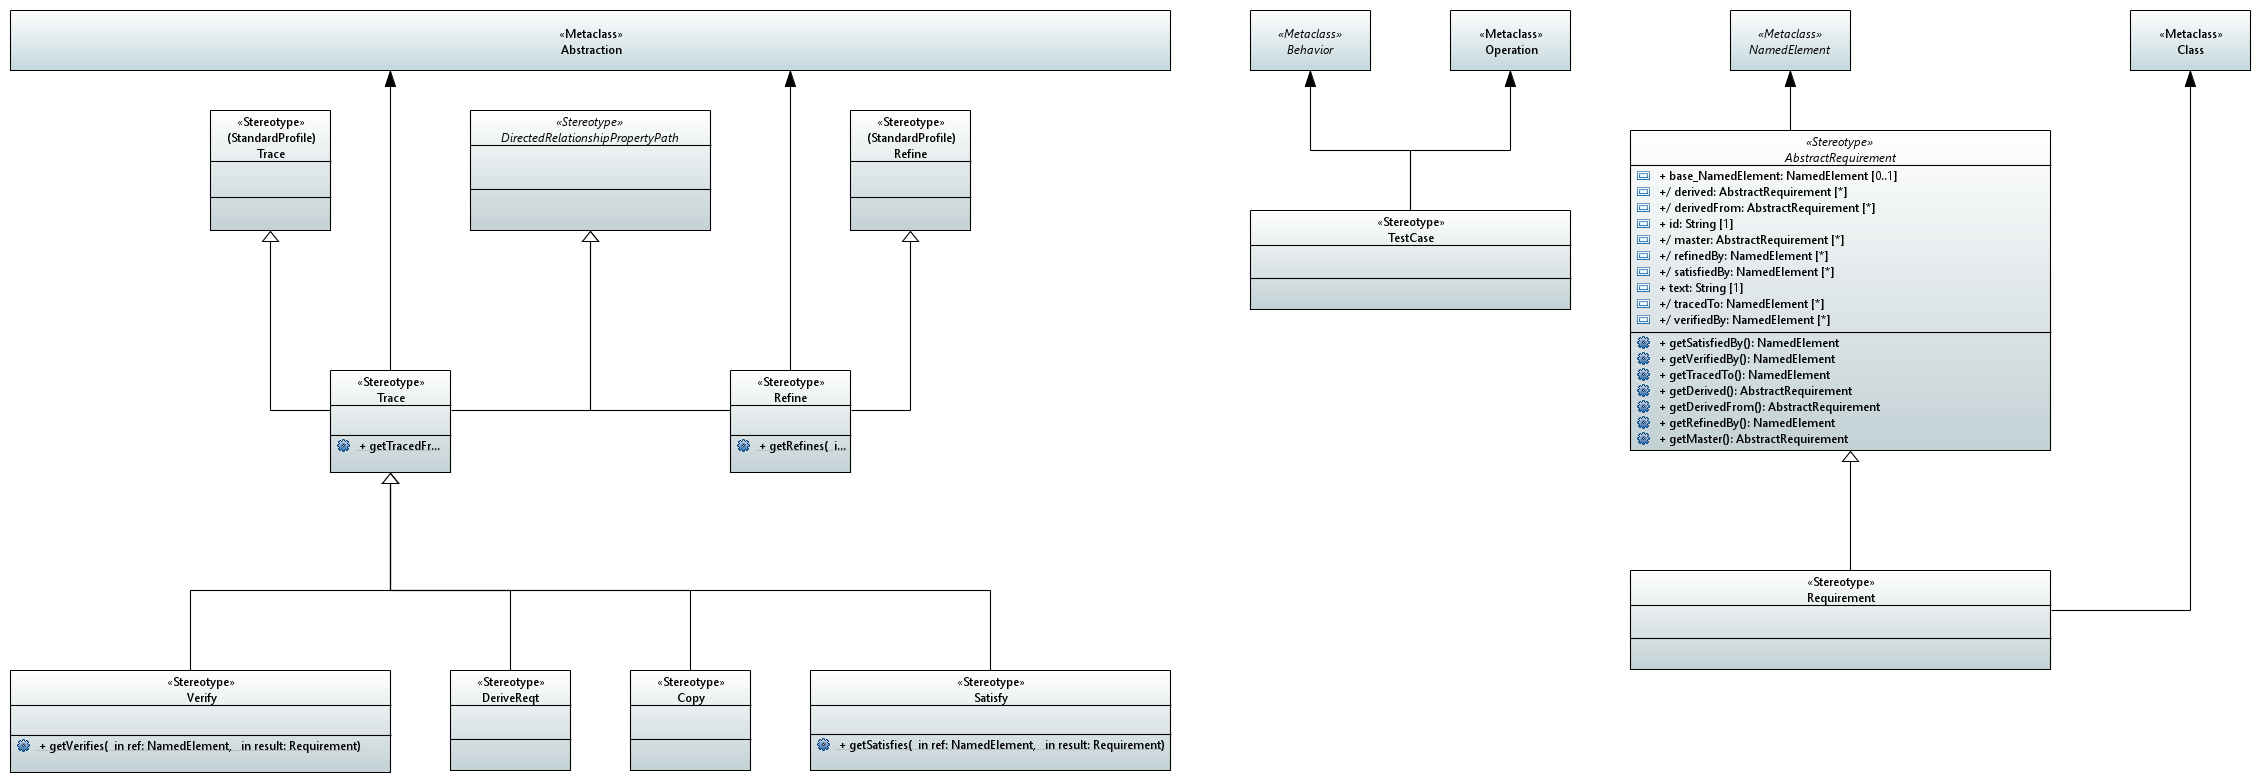 «Metaclass»
Abstraction
«Metaclass»
Behavior
«Metaclass»
Operation
«Metaclass»
NamedElement
«Metaclass»
Class
«Stereotype»
(StandardProfile)
Trace
«Stereotype»
DirectedRelationshipPropertyPath
«Stereotype»
(StandardProfile)
Refine
«Stereotype»
AbstractRequirement
+ base_NamedElement: NamedElement [0..1]
+/ derived: AbstractRequirement [*]
+/ derivedFrom: AbstractRequirement [*]
+ id: String [1]
+/ master: AbstractRequirement [*]
+/ refinedBy: NamedElement [*]
+/ satisfiedBy: NamedElement [*]
+ text: String [1]
+/ tracedTo: NamedElement [*]
+/ verifiedBy: NamedElement [*]
+ getSatisfiedBy(): NamedElement
+ getVerifiedBy(): NamedElement
+ getTracedTo(): NamedElement
+ getDerived(): AbstractRequirement
+ getDerivedFrom(): AbstractRequirement
+ getRefinedBy(): NamedElement
+ getMaster(): AbstractRequirement
«Stereotype»
TestCase
«Stereotype»
Trace
+ getTracedFr...
«Stereotype»
Refine
+ getRefines( i...
«Stereotype»
Requirement
«Stereotype»
Verify
+ getVerifies( in ref: NamedElement, in result: Requirement)
«Stereotype»
DeriveReqt
«Stereotype»
Copy
«Stereotype»
Satisfy
+ getSatisfies( in ref: NamedElement, in result: Requirement)